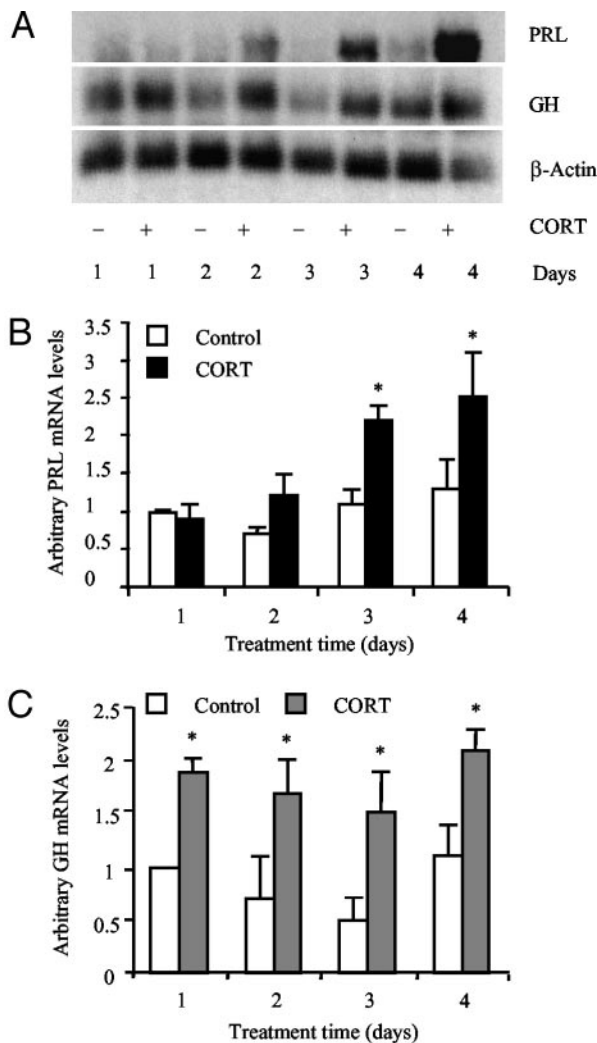 A
PRL
GH
β-Actin
– + – + – + – + CORT
1 1 2 2 3 3 4 4 Days
B
Arbitrary PRL mRNA levels
3.5
3
2.5
2
1.5
1
0.5
0
Control
CORT
*
*
1 2 3 4
Treatment time (days)
C
Arbitrary GH mRNA levels
2.5
2
1.5
1
0.5
0
Control CORT
* * * *
1 2 3 4
Treatment time (days)